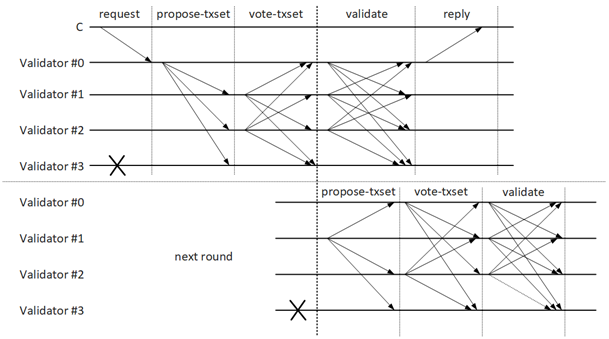 request propose-txset vote-txset validate reply
C
Validator #0
Validator #1
Validator #2
Validator #3
propose-txset vote-txset validate
Validator #0
Validator #1
next round
Validator #2
Validator #3